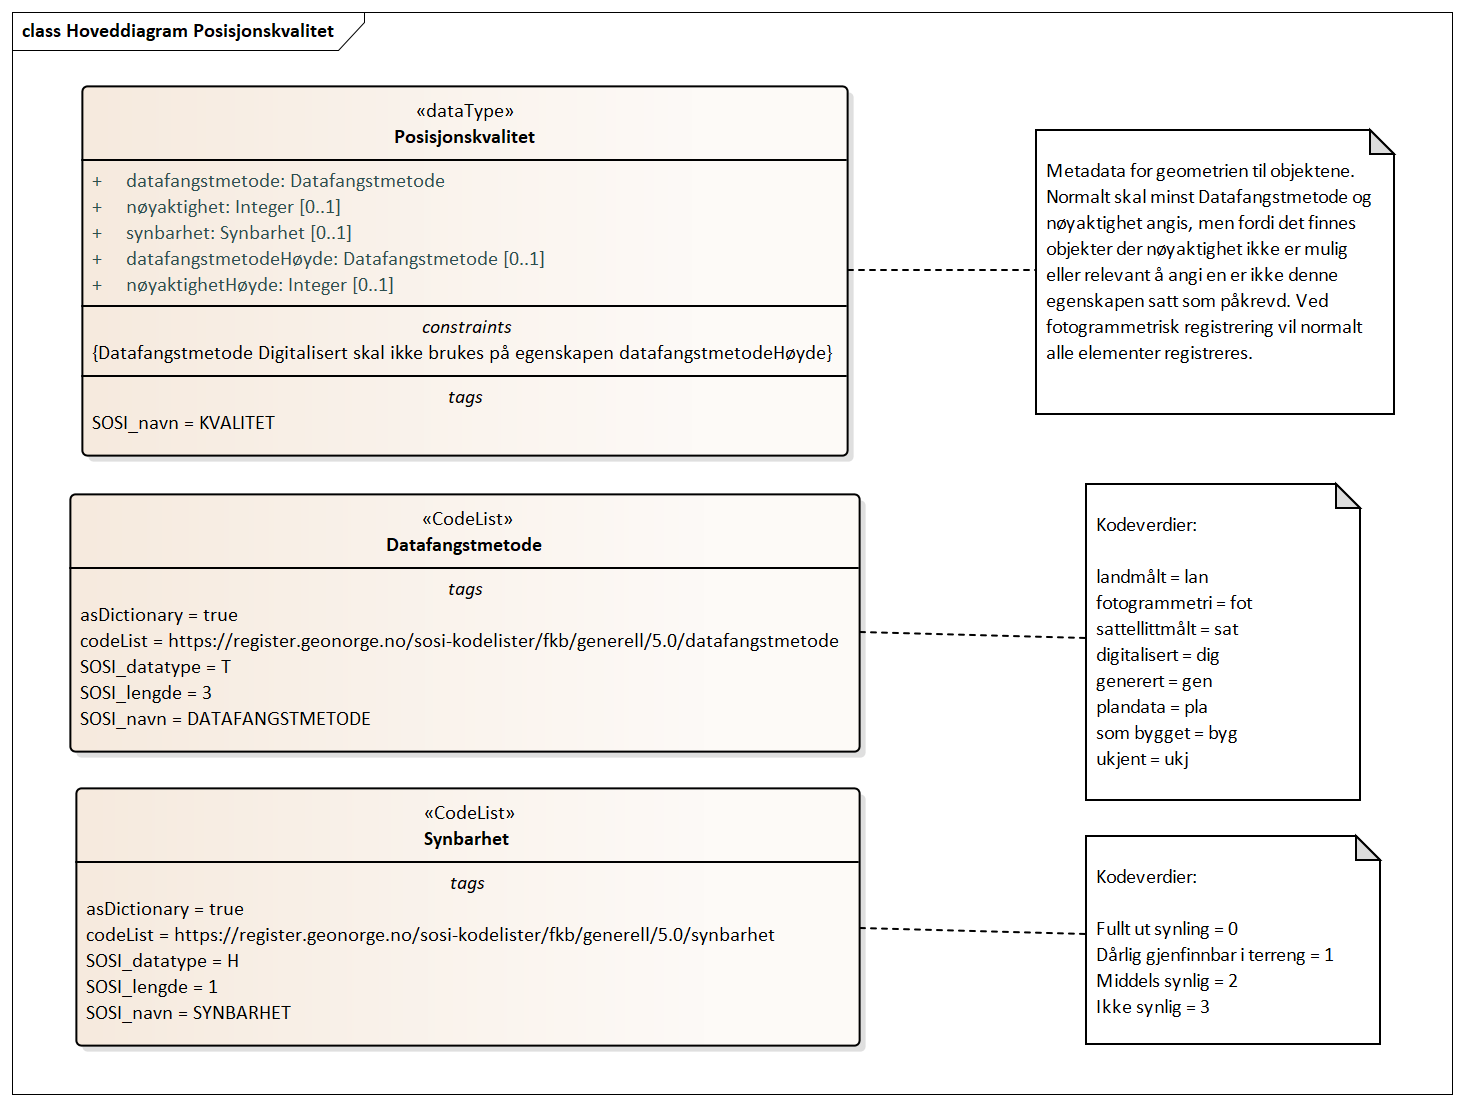 class Hoveddiagram Posisjonskvalitet
«dataType»
Posisjonskvalitet
+ datafangstmetode: Datafangstmetode
+ nøyaktighet: Integer [0..1]
+ synbarhet: Synbarhet [0..1]
+ datafangstmetodeHøyde: Datafangstmetode [0..1]
+ nøyaktighetHøyde: Integer [0..1]
constraints
{Datafangstmetode Digitalisert skal ikke brukes på egenskapen datafangstmetodeHøyde}
tags
SOSI_navn = KVALITET
Metadata for geometrien til objektene.
Normalt skal minst Datafangstmetode og
nøyaktighet angis, men fordi det finnes
objekter der nøyaktighet ikke er mulig
eller relevant å angi en er ikke denne
egenskapen satt som påkrevd. Ved
fotogrammetrisk registrering vil normalt
alle elementer registreres.
«CodeList»
Datafangstmetode
tags
asDictionary = true
codeList = https://register.geonorge.no/sosi-kodelister/fkb/generell/5.0/datafangstmetode
SOSI_datatype = T
SOSI_lengde = 3
SOSI_navn = DATAFANGSTMETODE
Kodeverdier:
landmålt = lan
fotogrammetri = fot
sattellittmålt = sat
digitalisert = dig
generert = gen
plandata = pla
som bygget = byg
ukjent = ukj
«CodeList»
Synbarhet
tags
asDictionary = true
codeList = https://register.geonorge.no/sosi-kodelister/fkb/generell/5.0/synbarhet
SOSI_datatype = H
SOSI_lengde = 1
SOSI_navn = SYNBARHET
Kodeverdier:
Fullt ut synling = 0
Dårlig gjenfinnbar i terreng = 1
Middels synlig = 2
Ikke synlig = 3